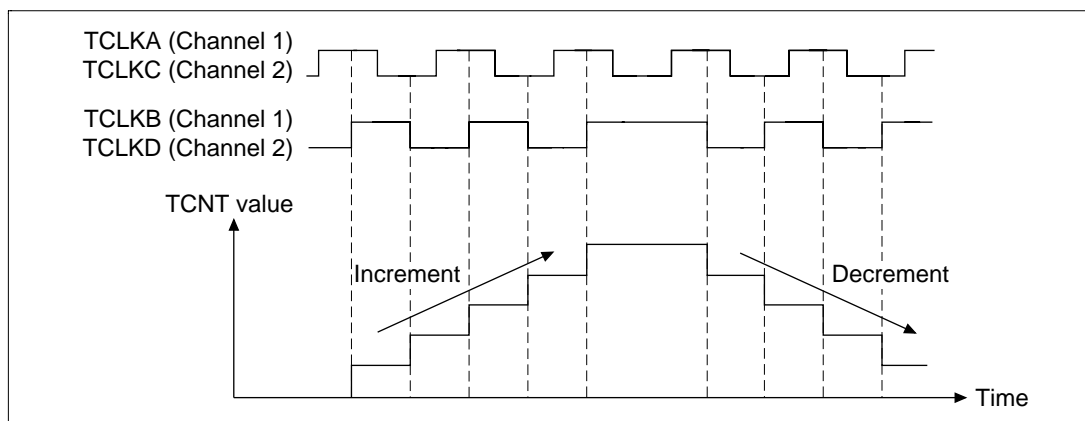 TCLKA (Channel 1)
TCLKC (Channel 2)
TCLKB (Channel 1)
TCLKD (Channel 2)
TCNT value
Increment
Decrement
Time